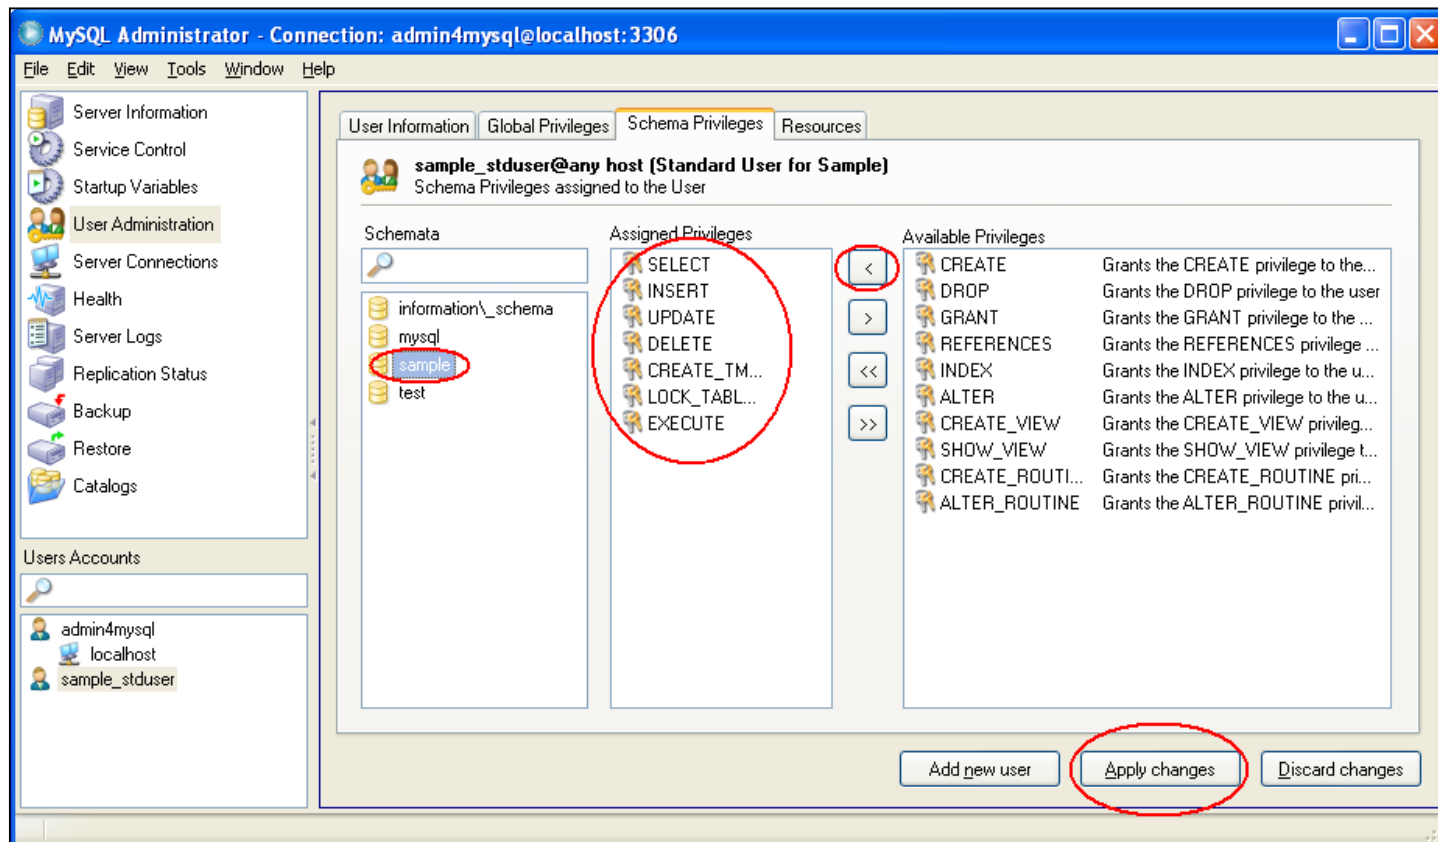 MySQL Administrator - Connection: admin4mysql@localhost:3306
File Edit View Tools Window Help
Server Information
Service Control
Startup Variables
User Administration
Server Connections
Health
Server Logs
Replication Status
Backup
Restore
Catalogs
Users Accounts
admin4mysql
localhost
sample_stduser
User Information Global Privileges Schema Privileges Resources
sample_stduser@any host (Standard User for Sample)
Schema Privileges assigned to the User
Schemata
information\_schema
mysql
sample
test
Assigned Privileges
SELECT
INSERT
UPDATE
DELETE
CREATE_TM...
LOCK_TABL...
EXECUTE
<
>
<<
>>
Available Privileges
CREATE Grants the CREATE privilege to the...
DROP Grants the DROP privilege to the user
GRANT Grants the GRANT privilege to the ...
REFERENCES Grants the REFERENCES privilege ...
INDEX Grants the INDEX privilege to the u...
ALTER Grants the ALTER privilege to the u...
CREATE_VIEW Grants the CREATE_VIEW privileg...
SHOW_VIEW Grants the SHOW_VIEW privilege t...
CREATE_ROUTI... Grants the CREATE_ROUTINE pri...
ALTER_ROUTINE Grants the ALTER_ROUTINE privil...
Add new user Apply changes Discard changes